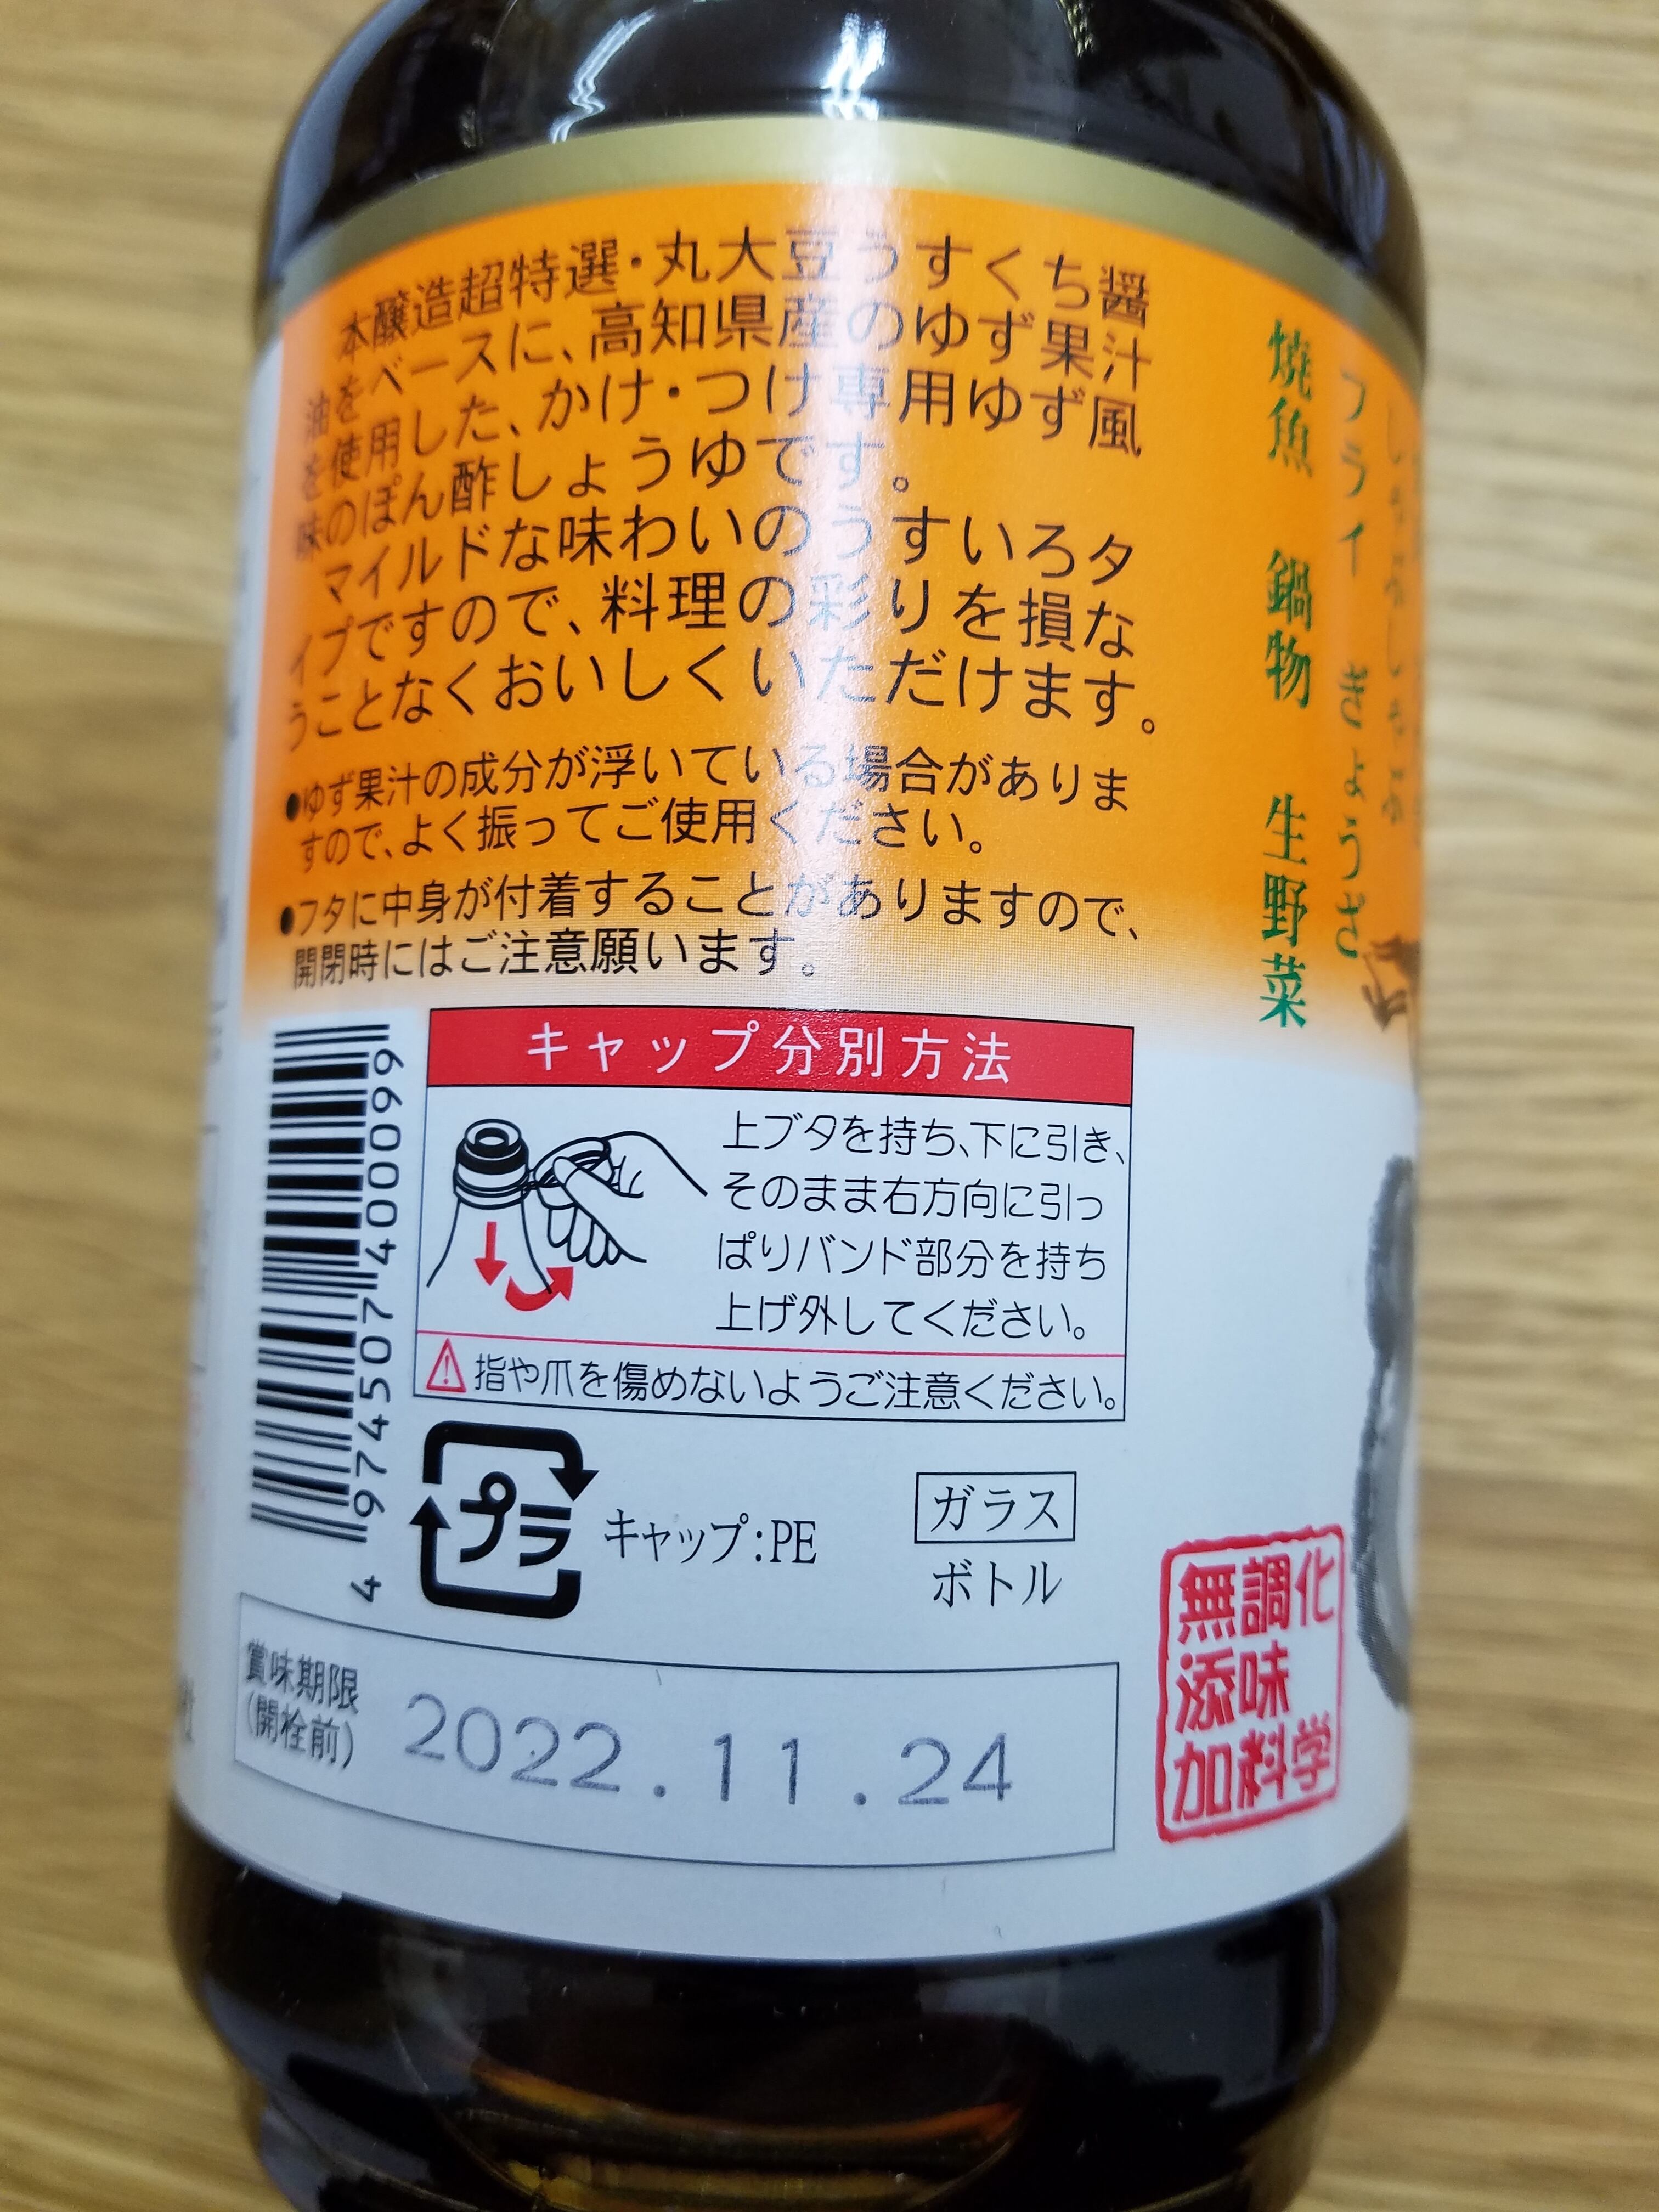 本醸造超特選・丸大豆うすくち醤
油をベースに、高知県産のゆず果汁
を使用した、かけ・つけ専用ゆず風
味のぽん酢しょうゆです。
マイルドな味わいのうすいろタ
イプですので、料理の彩りを損な
うことなくおいしくいただけます。
●ゆず果汁の成分が浮いている場合がありま
すので、よく振ってご使用ください。
●フタに中身が付着することがありますので、
開閉時にはご注意願います。
しゃぶしゃぶ
フライ ぎょうざ
焼魚 鍋物 生野菜
キャップ分別方法
上ブタを持ち、下に引き、
そのまま右方向に引っ
ぱりバンド部分を持ち
上げ外してください。
指や爪を傷めないようご注意ください。
4974507400099
プラ
キャップ:PE
ガラス
ボトル
化学
調味料
無添加
賞味期限
(開栓前)
2022.11.24